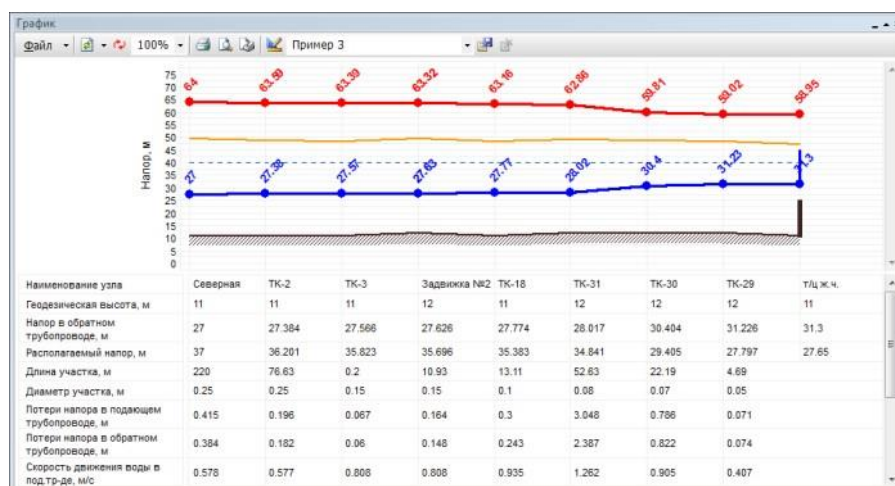 График
Файл 100% Пример 3
75
70
65
60
55
50
45
40
35
30
25
20
15
10
5
0
Напор, м
64 63.59 63.39 63.32 63.16 62.86 59.81 59.02 58.95
27 27.38 27.57 27.63 27.77 28.02 30.4 31.23 31.3
Наименование узла Северная ТК-2 ТК-3 Задвижка №2 ТК-18 ТК-31 ТК-30 ТК-29 т/ц ж.ч.
Геодезическая высота, м 11 11 11 12 11 12 12 12 11
Напор в обратном
трубопроводе, м 27 27.384 27.566 27.626 27.774 28.017 30.404 31.226 31.3
Располагаемый напор, м 37 36.201 35.823 35.696 35.383 34.841 29.405 27.797 27.65
Длина участка, м 220 76.63 0.2 10.93 13.11 52.63 22.19 4.69
Диаметр участка, м 0.25 0.25 0.15 0.15 0.1 0.08 0.07 0.05
Потери напора в подающем
трубопроводе, м 0.415 0.196 0.067 0.164 0.3 3.048 0.786 0.071
Потери напора в обратном
трубопроводе, м 0.384 0.182 0.06 0.148 0.243 2.387 0.822 0.074
Скорость движения воды в
под.тр-де, м/с 0.578 0.577 0.808 0.808 0.935 1.262 0.905 0.407